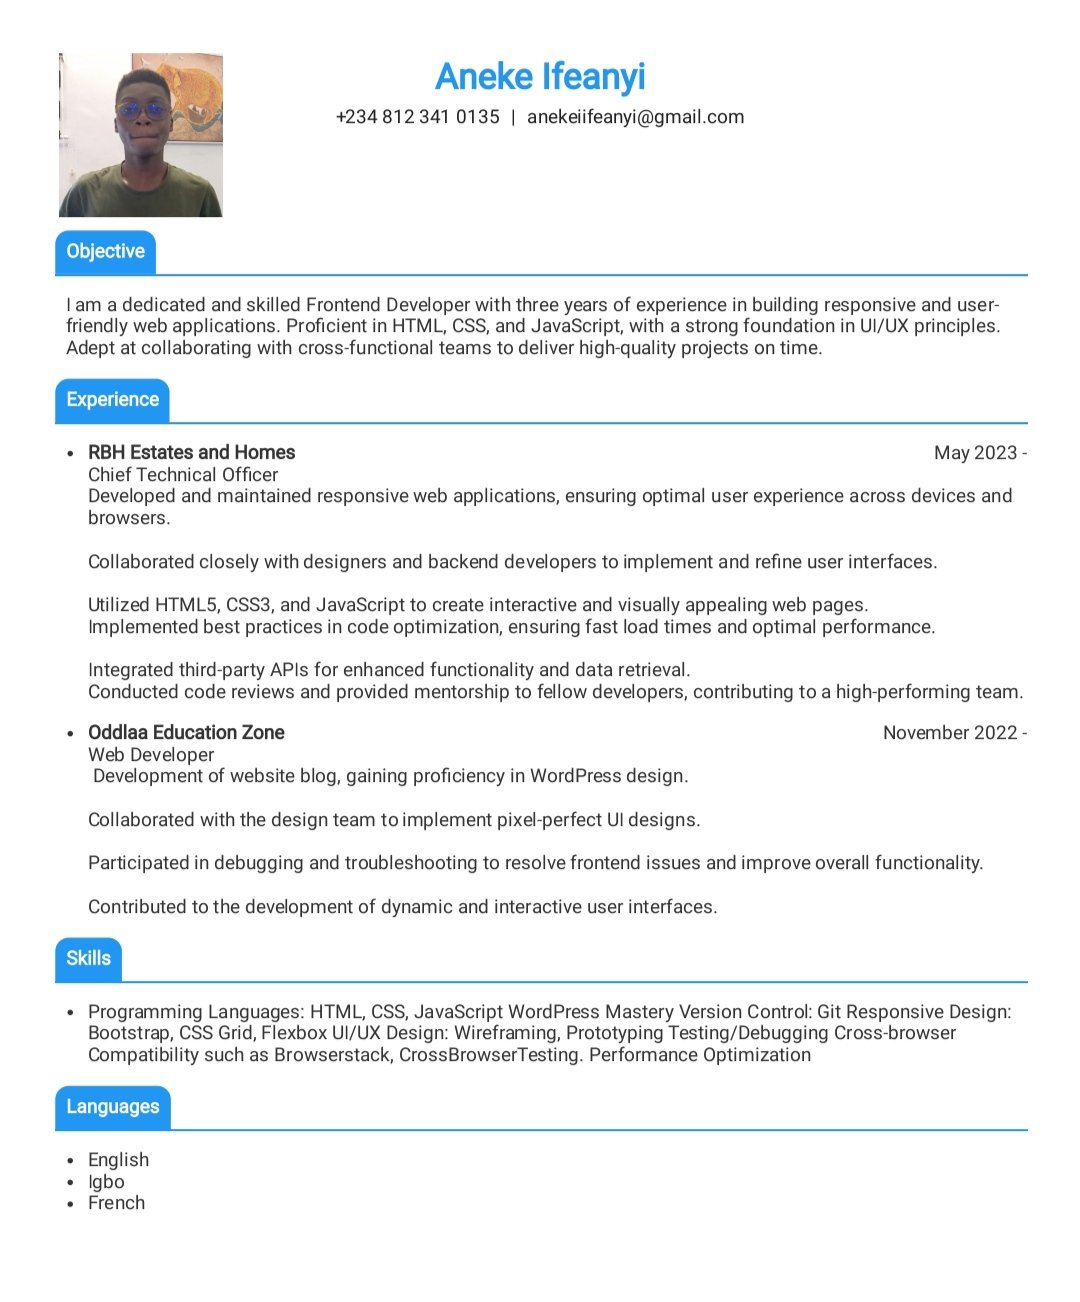 Aneke Ifeanyi
+234 812 341 0135 | anekeiifeanyi@gmail.com
Objective
I am a dedicated and skilled Frontend Developer with three years of experience in building responsive and user-
friendly web applications. Proficient in HTML, CSS, and JavaScript, with a strong foundation in UI/UX principles.
Adept at collaborating with cross-functional teams to deliver high-quality projects on time.
Experience
• RBH Estates and Homes May 2023 -
Chief Technical Officer
Developed and maintained responsive web applications, ensuring optimal user experience across devices and
browsers.
Collaborated closely with designers and backend developers to implement and refine user interfaces.
Utilized HTML5, CSS3, and JavaScript to create interactive and visually appealing web pages.
Implemented best practices in code optimization, ensuring fast load times and optimal performance.
Integrated third-party APIs for enhanced functionality and data retrieval.
Conducted code reviews and provided mentorship to fellow developers, contributing to a high-performing team.
• Oddlaa Education Zone November 2022 -
Web Developer
Development of website blog, gaining proficiency in WordPress design.
Collaborated with the design team to implement pixel-perfect UI designs.
Participated in debugging and troubleshooting to resolve frontend issues and improve overall functionality.
Contributed to the development of dynamic and interactive user interfaces.
Skills
• Programming Languages: HTML, CSS, JavaScript WordPress Mastery Version Control: Git Responsive Design:
Bootstrap, CSS Grid, Flexbox UI/UX Design: Wireframing, Prototyping Testing/Debugging Cross-browser
Compatibility such as Browserstack, CrossBrowserTesting. Performance Optimization
Languages
• English
• Igbo
• French